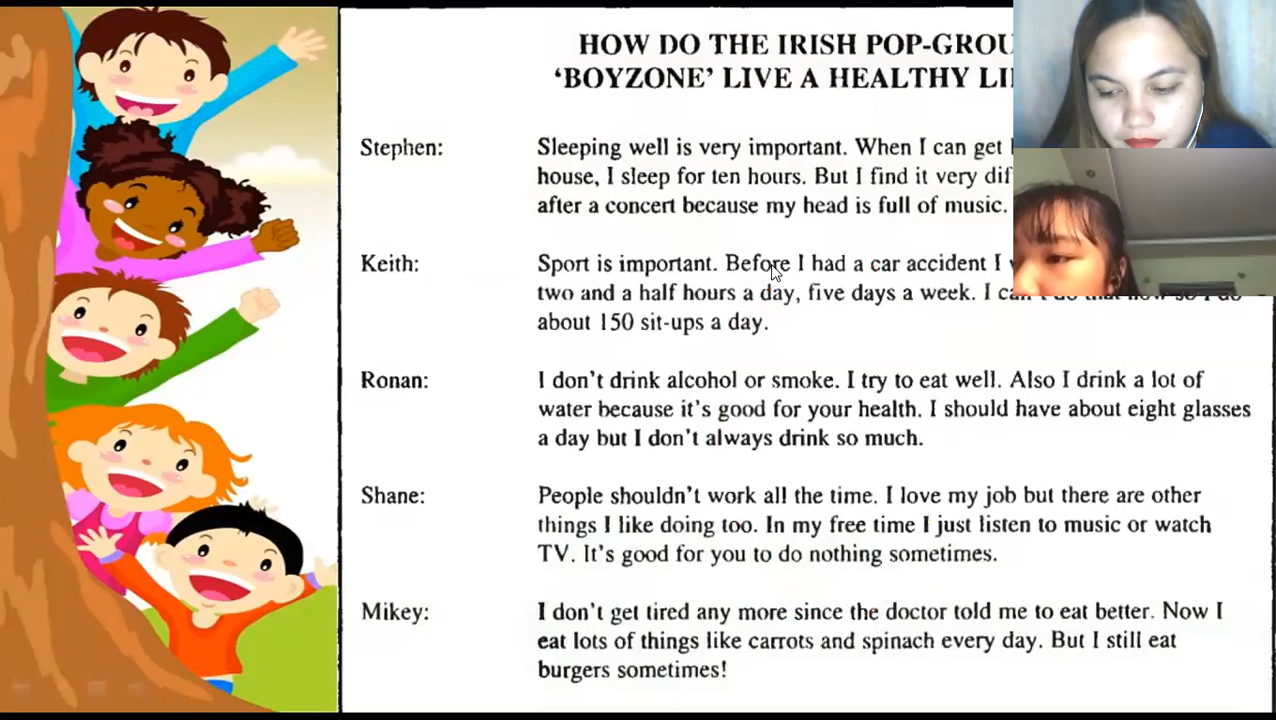 HOW DO THE IRISH POP-GROU
‘BOYZONE’ LIVE A HEALTHY LI
Stephen: Sleeping well is very important. When I can get
house, I sleep for ten hours. But I find it very dif
after a concert because my head is full of music.
Keith: Sport is important. Before I had a car accident I
two and a half hours a day, five days a week. I can't do that now so I do
about 150 sit-ups a day.
Ronan: I don't drink alcohol or smoke. I try to eat well. Also I drink a lot of
water because it's good for your health. I should have about eight glasses
a day but I don't always drink so much.
Shane: People shouldn't work all the time. I love my job but there are other
things I like doing too. In my free time I just listen to music or watch
TV. It's good for you to do nothing sometimes.
Mikey: I don't get tired any more since the doctor told me to eat better. Now I
eat lots of things like carrots and spinach every day. But I still eat
burgers sometimes!